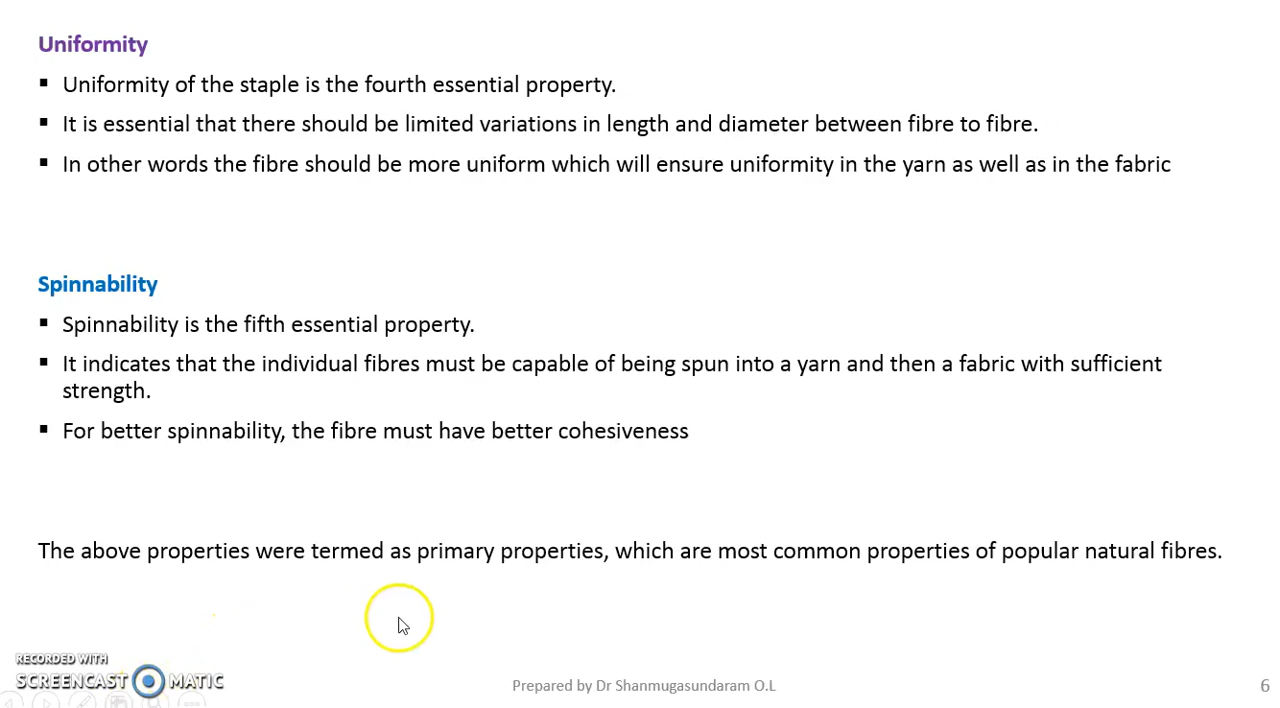 Uniformity
▪ Uniformity of the staple is the fourth essential property.
▪ It is essential that there should be limited variations in length and diameter between fibre to fibre.
▪ In other words the fibre should be more uniform which will ensure uniformity in the yarn as well as in the fabric
Spinnability
▪ Spinnability is the fifth essential property.
▪ It indicates that the individual fibres must be capable of being spun into a yarn and then a fabric with sufficient
strength.
▪ For better spinnability, the fibre must have better cohesiveness
The above properties were termed as primary properties, which are most common properties of popular natural fibres.
RECORDED WITH
SCREENCAST MATIC
Prepared by Dr Shanmugasundaram O.L
6